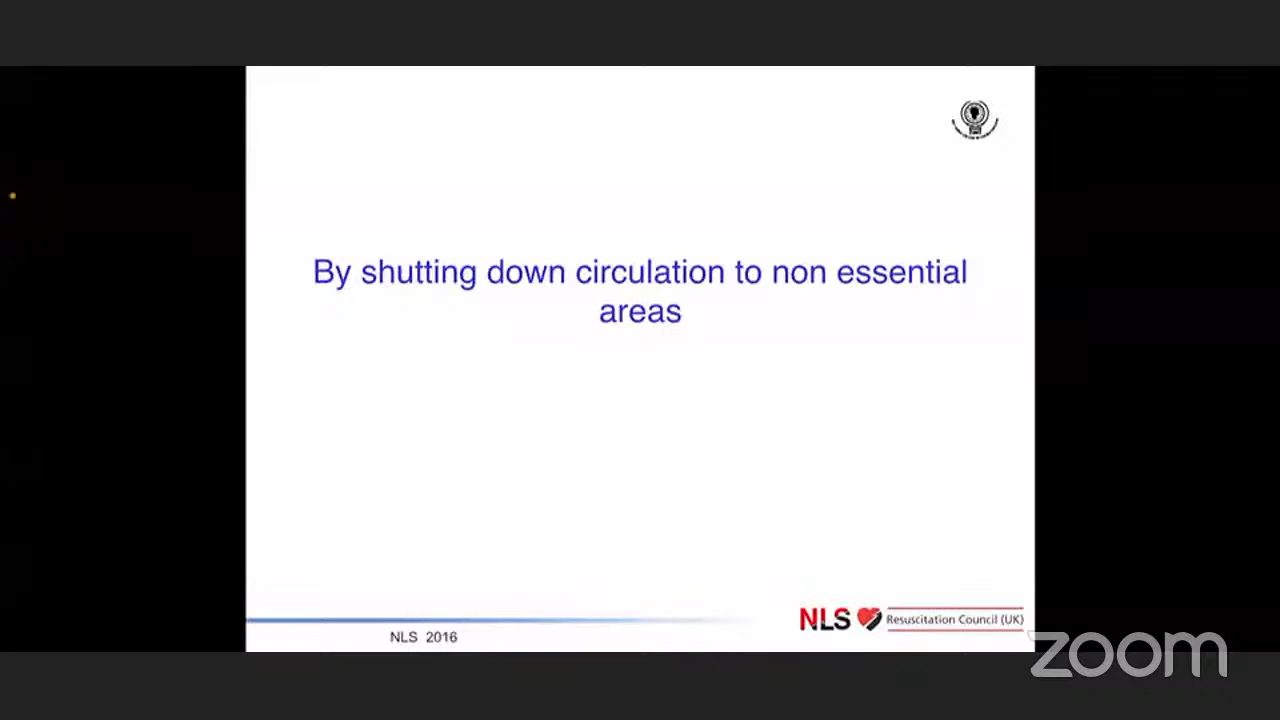 By shutting down circulation to non essential
areas
NLS Resuscitation Council (UK)
NLS 2016
zoom